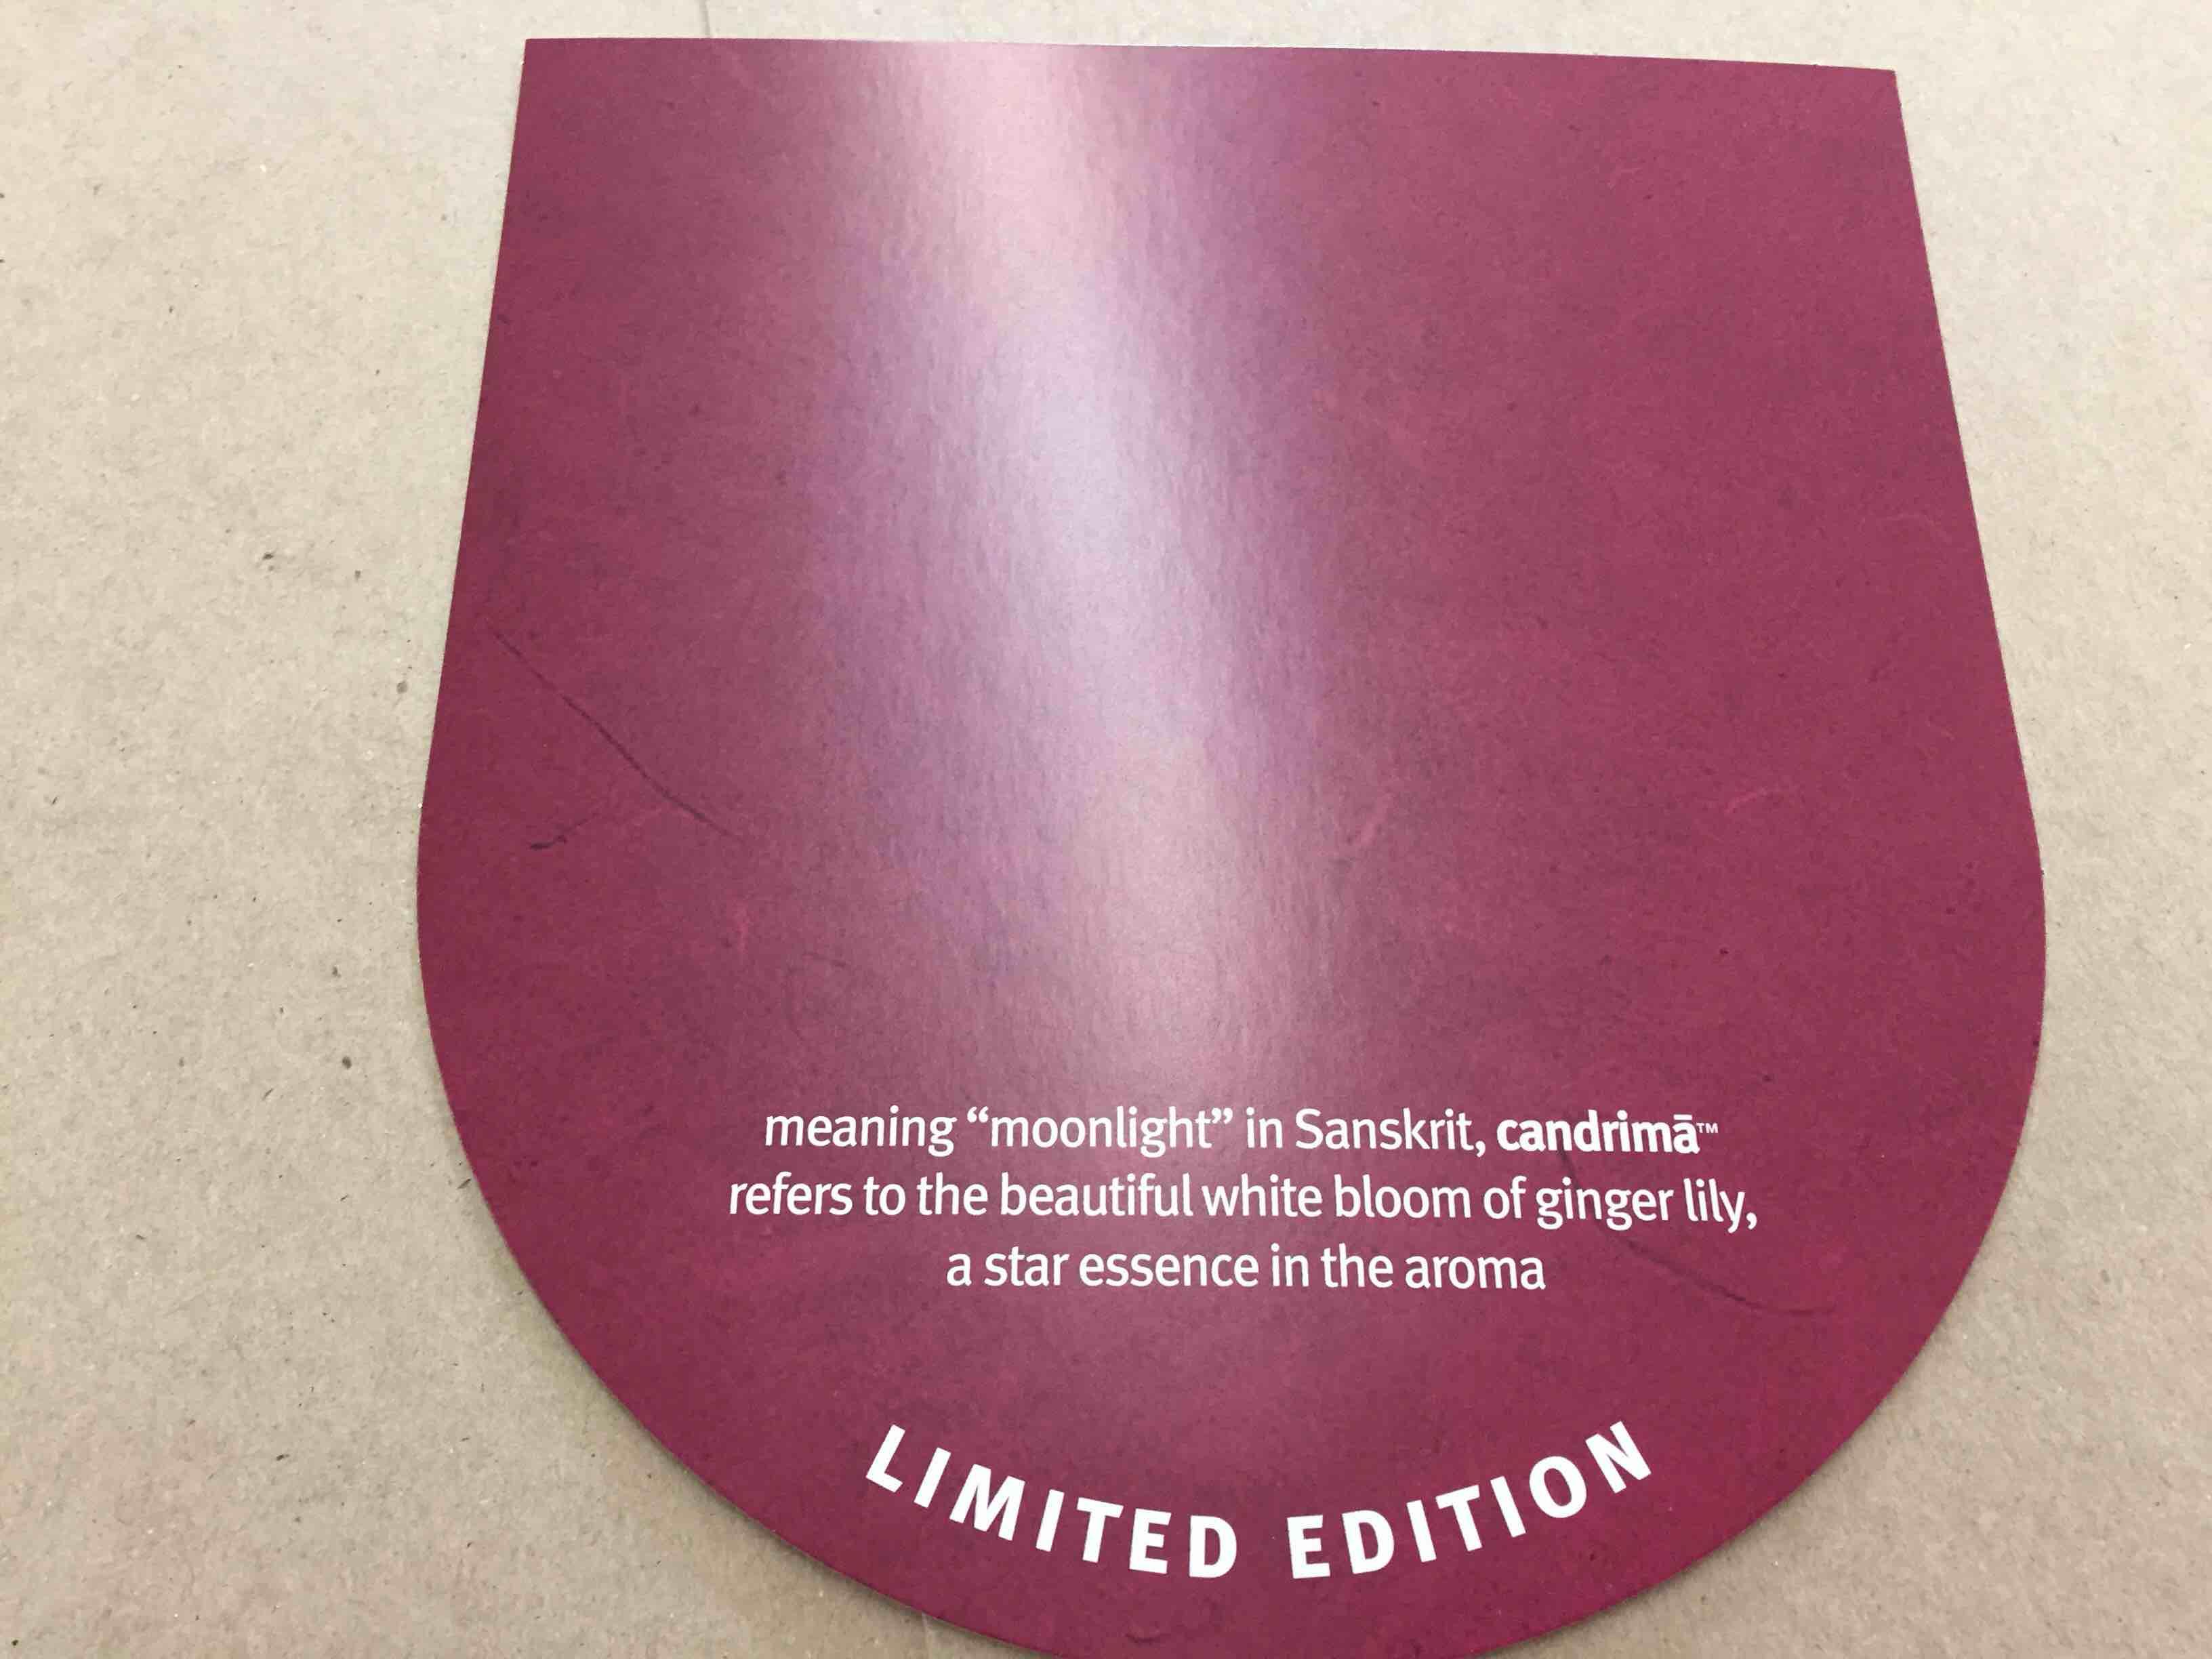 meaning “moonlight” in Sanskrit, candrimā™
refers to the beautiful white bloom of ginger lily,
a star essence in the aroma
LIMITED EDITION